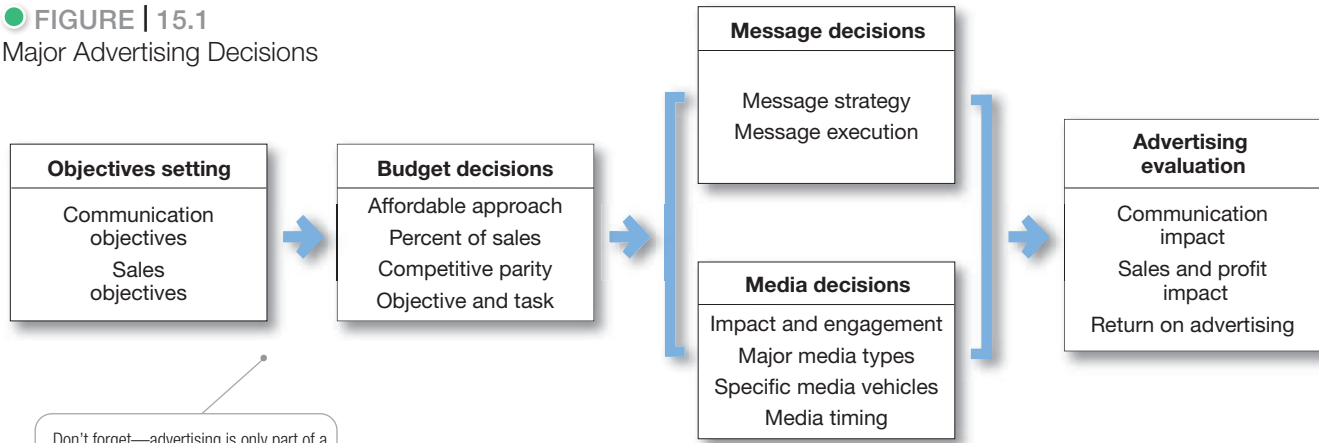 FIGURE | 15.1
Major Advertising Decisions
Objectives setting
Communication
objectives
Sales
objectives
Budget decisions
Affordable approach
Percent of sales
Competitive parity
Objective and task
Message decisions
Message strategy
Message execution
Media decisions
Impact and engagement
Major media types
Specific media vehicles
Media timing
Advertising
evaluation
Communication
impact
Sales and profit
impact
Return on advertising
Don't forget—advertising is only part of a